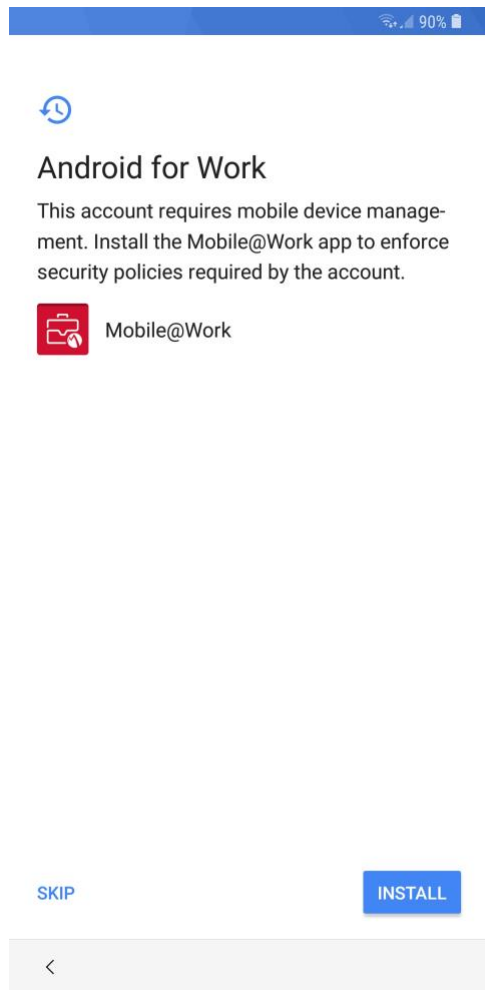 90%
Android for Work
This account requires mobile device manage-
ment. Install the Mobile@Work app to enforce
security policies required by the account.
Mobile@Work
SKIP
INSTALL